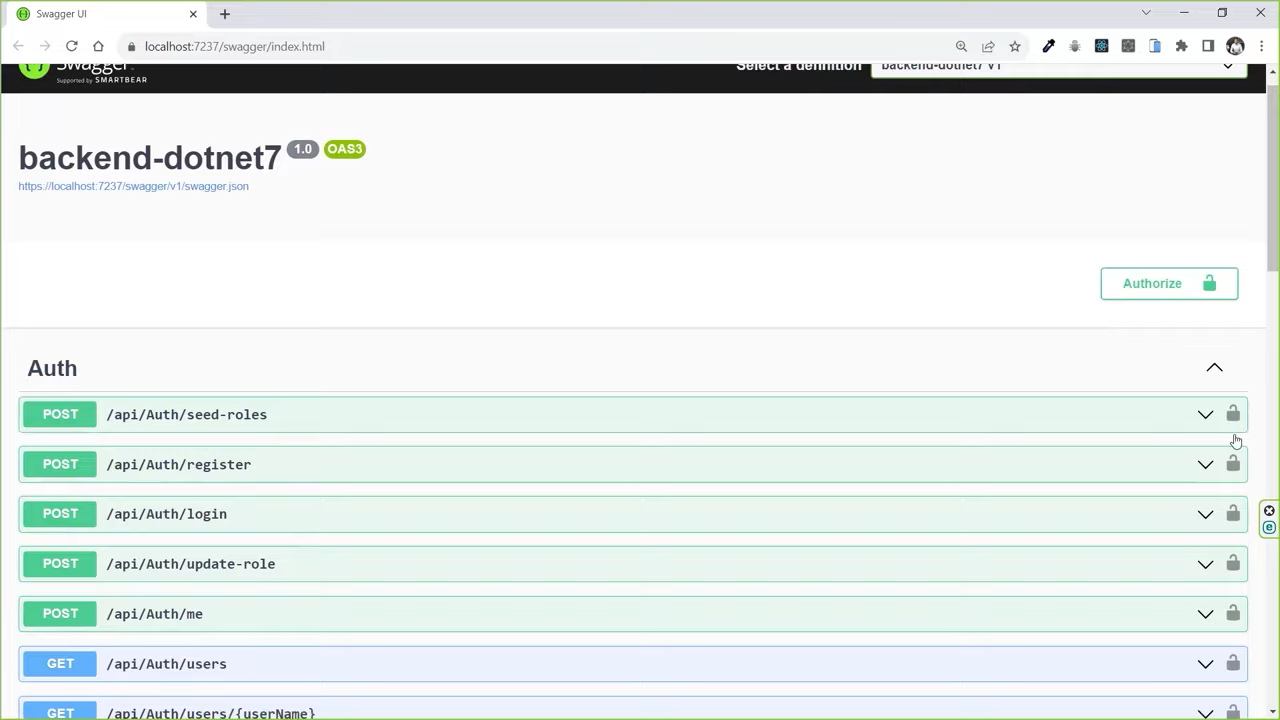 Swagger UI
localhost:7237/swagger/index.html
Swagger
Supported by SMARTBEAR
Select a definition
backend-dotnet7 V1
backend-dotnet7 1.0 OAS3
https://localhost:7237/swagger/v1/swagger.json
Authorize
Auth
POST /api/Auth/seed-roles
POST /api/Auth/register
POST /api/Auth/login
POST /api/Auth/update-role
POST /api/Auth/me
GET /api/Auth/users
GET /api/Auth/users/{userName}